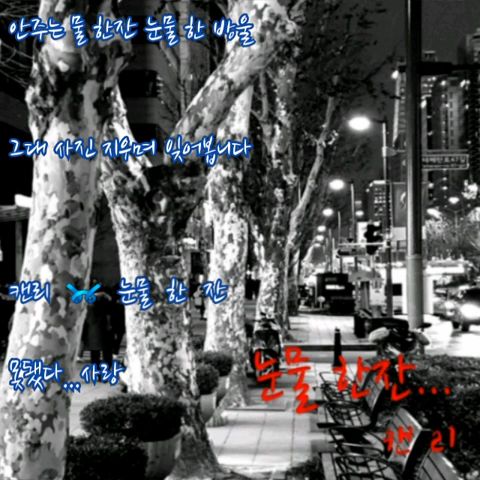 안주는 물 한잔 눈물 한 방울
그대 사진 지우며 잊어봅니다
캔리 눈물 한 잔
못됐다...사랑
눈물 한잔...
캔 리